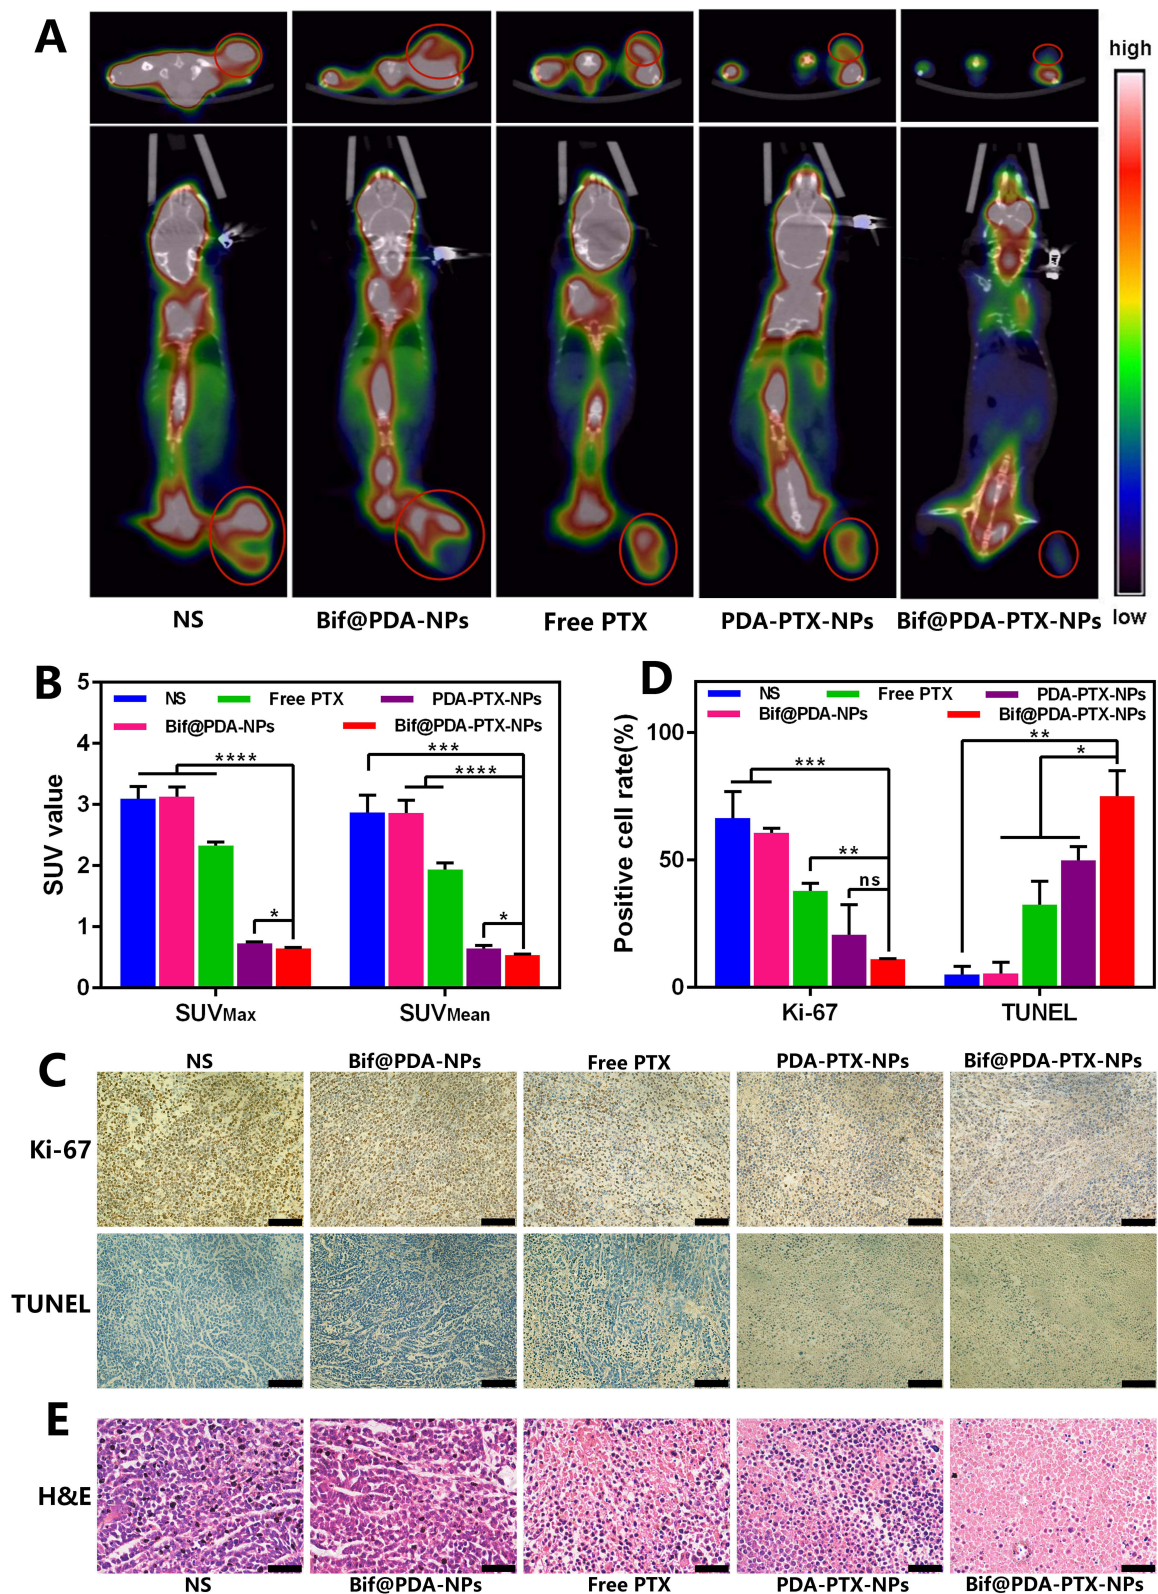 A
high
low
NS
Bif@PDA-NPs
Free PTX
PDA-PTX-NPs
Bif@PDA-PTX-NPs
B
5
4
3
2
1
0
SUV value
NS
Free PTX
PDA-PTX-NPs
Bif@PDA-NPs
Bif@PDA-PTX-NPs
****
*
***
****
*
SUVMax
SUVMean
D
100
50
0
Positive cell rate(%)
NS
Free PTX
PDA-PTX-NPs
Bif@PDA-NPs
Bif@PDA-PTX-NPs
***
**
ns
**
*
Ki-67
TUNEL
C
NS
Bif@PDA-NPs
Free PTX
PDA-PTX-NPs
Bif@PDA-PTX-NPs
Ki-67
TUNEL
E
H&E
NS
Bif@PDA-NPs
Free PTX
PDA-PTX-NPs
Bif@PDA-PTX-NPs